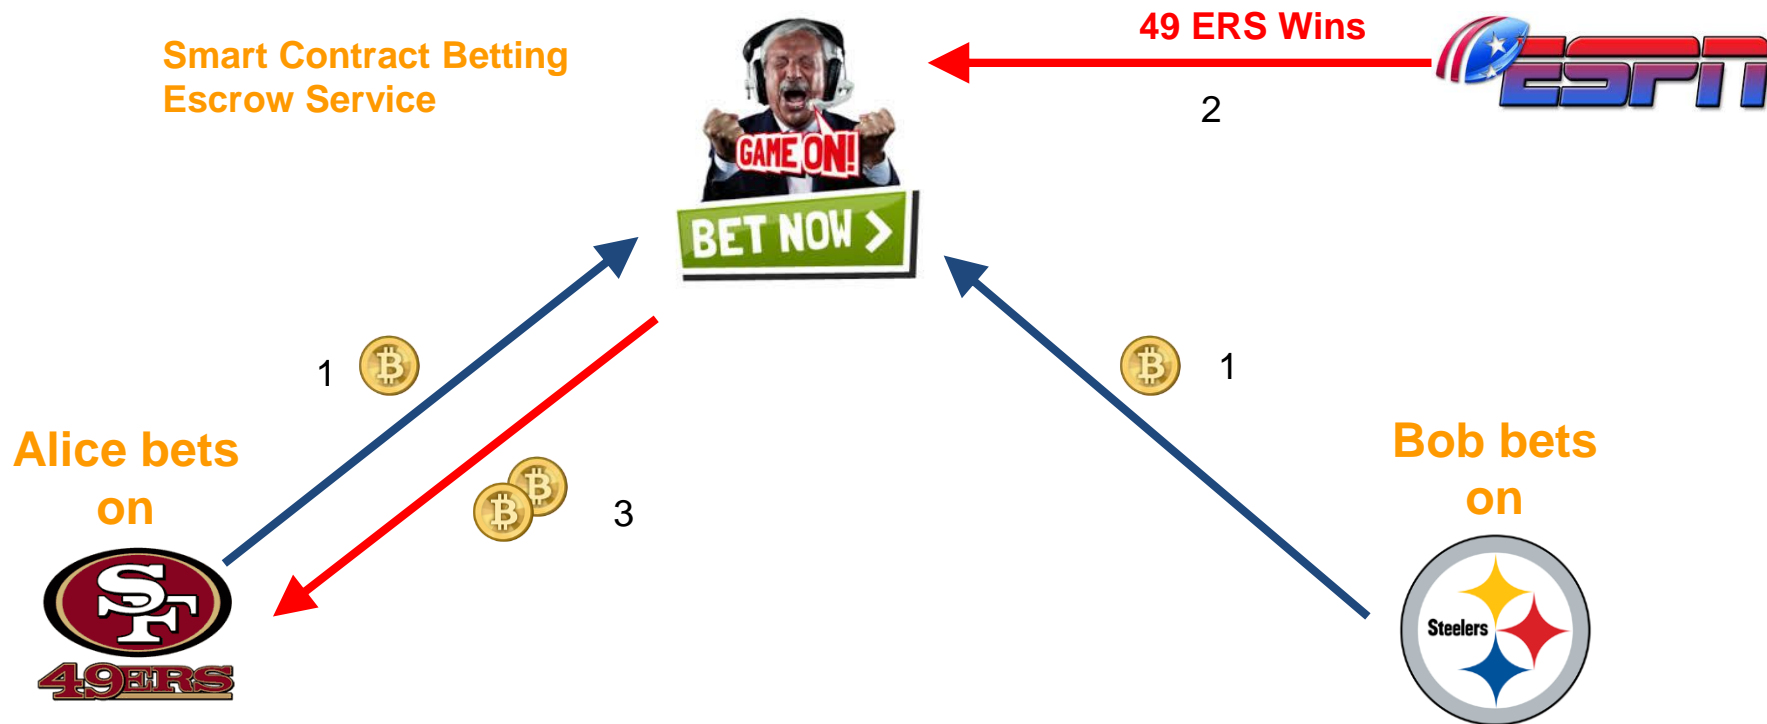 Smart Contract Betting
Escrow Service
49 ERS Wins
ESPN
2
GAME ON!
BET NOW >
1
₿
₿
1
Alice bets
on
₿
₿
3
Bob bets
on
SF
49ERS
Steelers